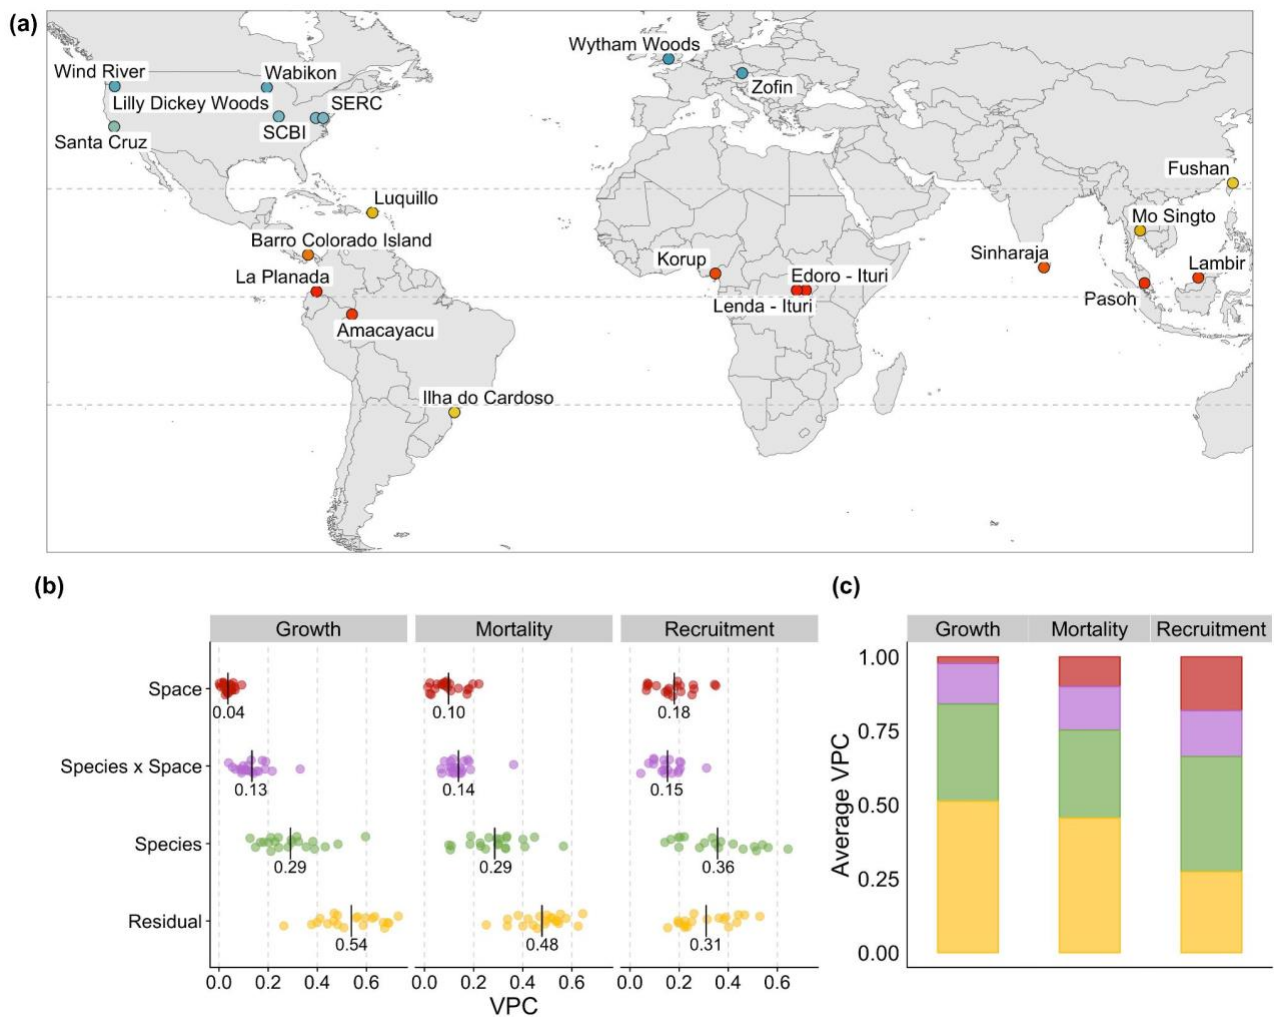 (a)
Wytham Woods
Wind River
Wabikon
Zofin
Lilly Dickey Woods
SERC
SCBI
Santa Cruz
Fushan
Luquillo
Mo Singto
Barro Colorado Island
Korup
Sinharaja
La Planada
Edoro - Ituri
Lambir
Lenda - Ituri
Pasoh
Amacayacu
Ilha do Cardoso
(b)
Growth
Mortality
Recruitment
Space
0.04
0.10
0.18
Species x Space
0.13
0.14
0.15
Species
0.29
0.29
0.36
Residual
0.54
0.48
0.31
0.0 0.2 0.4 0.6
0.0 0.2 0.4 0.6
0.0 0.2 0.4 0.6
VPC
(c)
Growth
Mortality
Recruitment
1.00
0.75
0.50
0.25
0.00
Average VPC